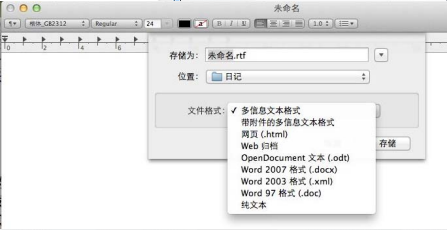 未命名
¶ 楷体_GB2312 Regular 24 a B I U 1.0
0 2 4 6
存储为： 未命名.rtf
位置： 日记
文件格式： ✓ 多信息文本格式
带附件的多信息文本格式
网页 (.html)
Web 归档
OpenDocument 文本 (.odt)
Word 2007 格式 (.docx)
Word 2003 格式 (.xml)
Word 97 格式 (.doc)
纯文本
存储